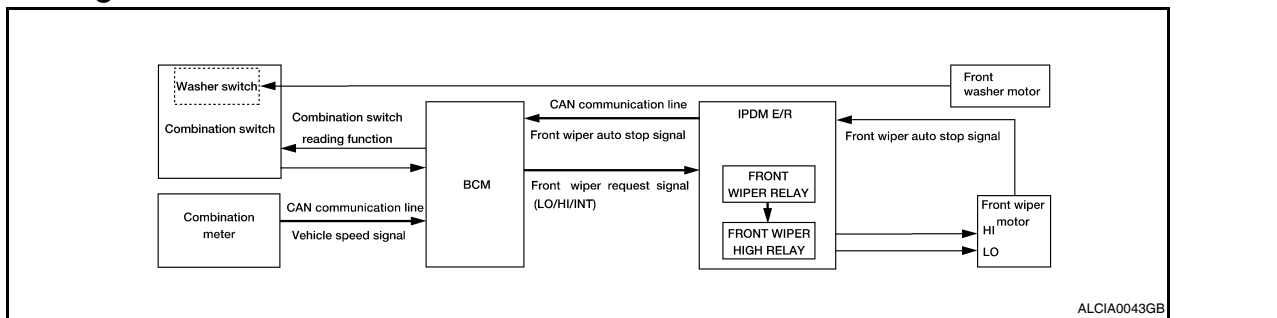 Washer switch
Combination switch
Combination switch
reading function
Combination
meter
CAN communication line
Vehicle speed signal
BCM
CAN communication line
Front wiper auto stop signal
Front wiper request signal
(LO/HI/INT)
IPDM E/R
FRONT
WIPER RELAY
FRONT WIPER
HIGH RELAY
Front
washer motor
Front wiper auto stop signal
Front wiper
motor
HI
LO
ALCIA0043GB